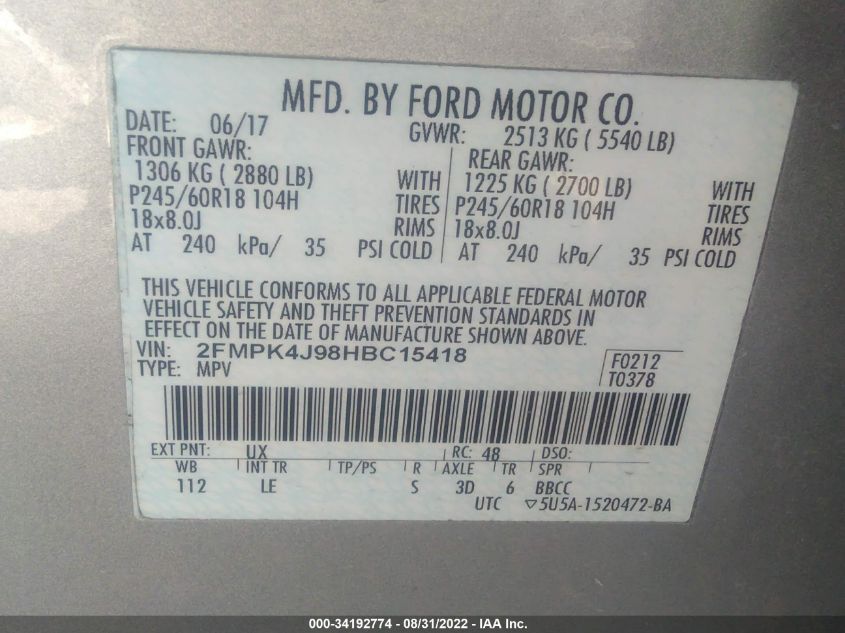 MFD. BY FORD MOTOR CO.
DATE: 06/17 GVWR: 2513 KG ( 5540 LB)
FRONT GAWR: REAR GAWR:
1306 KG ( 2880 LB) WITH 1225 KG ( 2700 LB) WITH
P245/60R18 104H TIRES P245/60R18 104H TIRES
18x8.0J RIMS 18x8.0J RIMS
AT 240 kPa/ 35 PSI COLD AT 240 kPa/ 35 PSI COLD
THIS VEHICLE CONFORMS TO ALL APPLICABLE FEDERAL MOTOR
VEHICLE SAFETY AND THEFT PREVENTION STANDARDS IN
EFFECT ON THE DATE OF MANUFACTURE SHOWN ABOVE.
VIN: 2FMPK4J98HBC15418 F0212
TYPE: MPV T0378
EXT PNT: UX RC: 48 DSO:
WB INT TR TP/PS R AXLE TR SPR
112 LE S 3D 6 BBCC
UTC ▽5U5A-1520472-BA
000-34192774 - 08/31/2022 - IAA Inc.